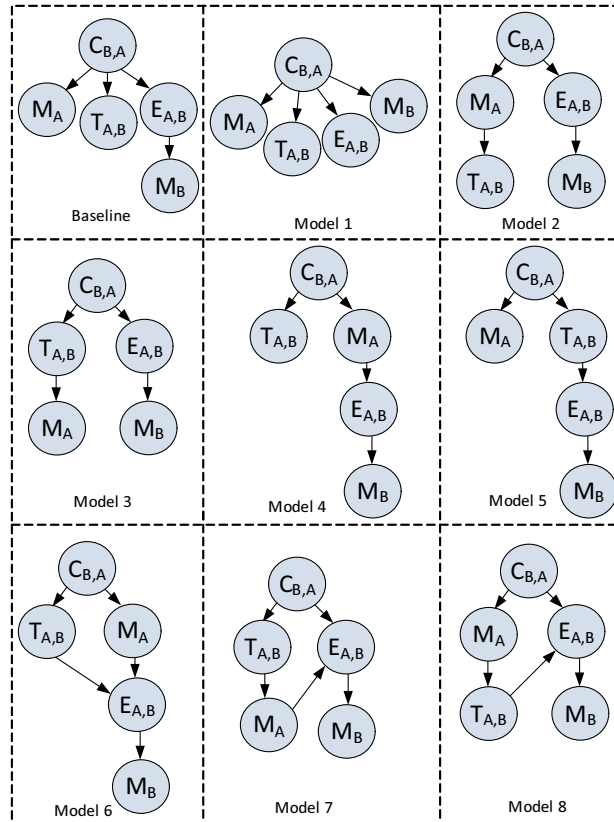 C_{B,A}
M_A T_{A,B} E_{A,B}
M_B
Baseline
C_{B,A}
M_A T_{A,B} E_{A,B} M_B
Model 1
C_{B,A}
M_A E_{A,B}
T_{A,B} M_B
Model 2
C_{B,A}
T_{A,B} E_{A,B}
M_A M_B
Model 3
C_{B,A}
T_{A,B} M_A
E_{A,B}
M_B
Model 4
C_{B,A}
M_A T_{A,B}
E_{A,B}
M_B
Model 5
C_{B,A}
T_{A,B} M_A
E_{A,B}
M_B
Model 6
C_{B,A}
T_{A,B} E_{A,B}
M_A M_B
Model 7
C_{B,A}
M_A E_{A,B}
T_{A,B} M_B
Model 8